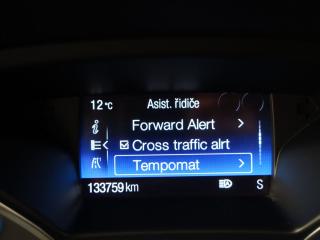 12 °C Asist. řidiče
Forward Alert
Cross traffic alrt
Tempomat
133759 km S